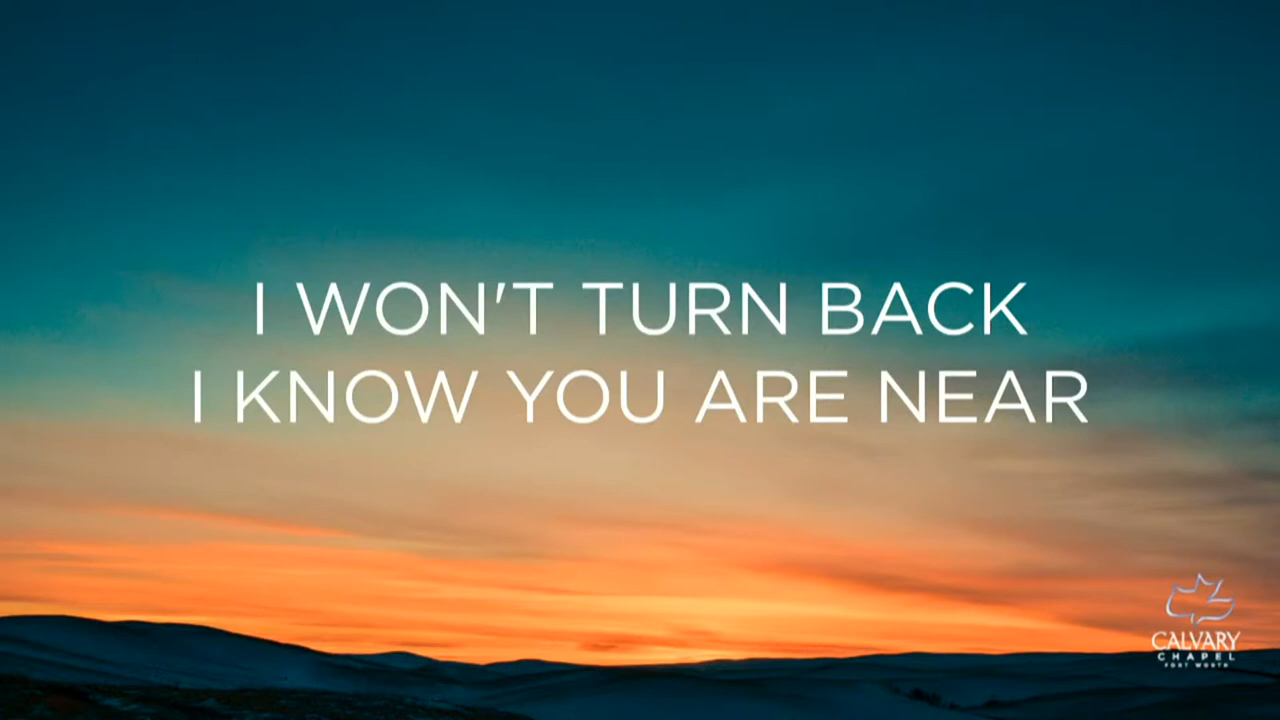 I WON'T TURN BACK
I KNOW YOU ARE NEAR
CALVARY
CHAPEL
FORT WORTH